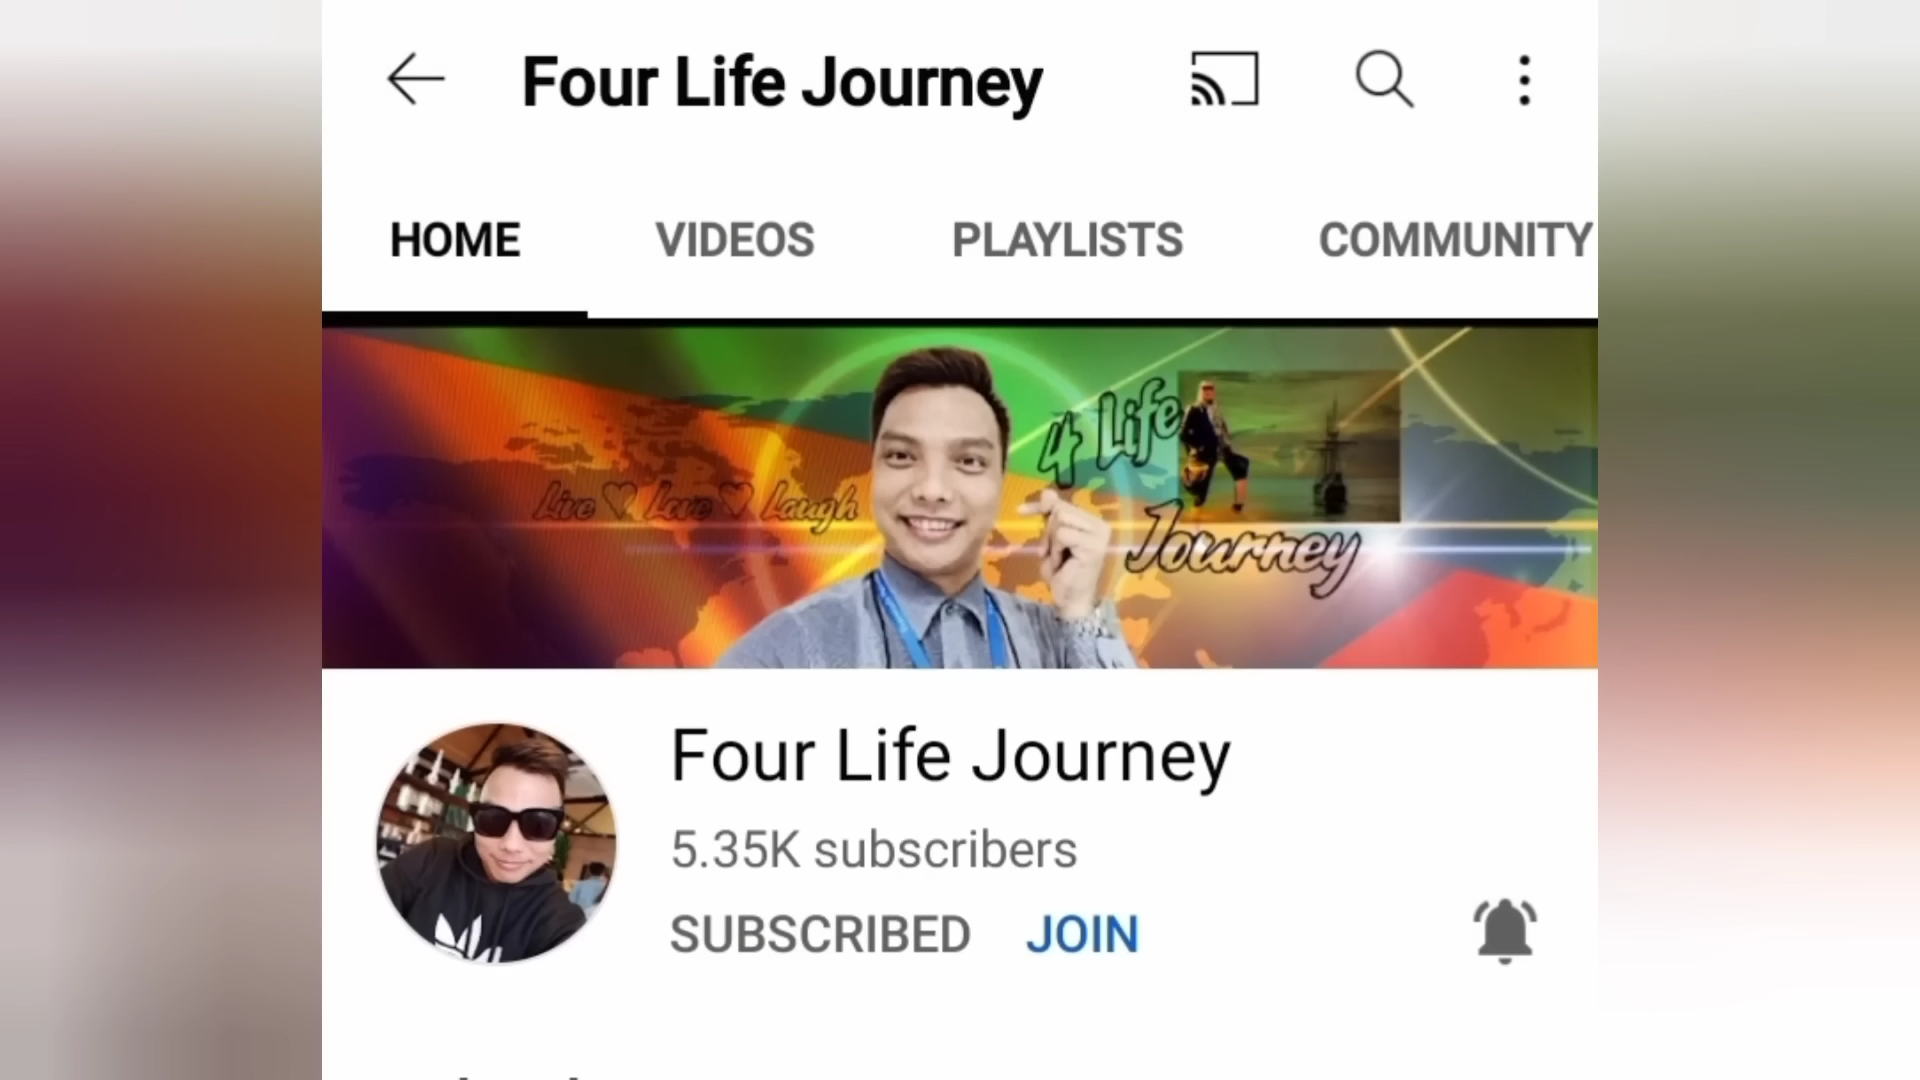 Four Life Journey
HOME VIDEOS PLAYLISTS COMMUNITY
4 Life
Live Love Laugh
Journey
Four Life Journey
5.35K subscribers
SUBSCRIBED JOIN